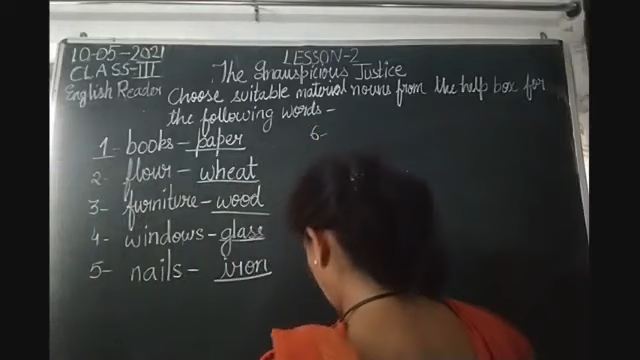 10-05-2021
CLASS-III
English Reader
LESSON-2
The Inauspicious Justice
Choose suitable material nouns from the help box for
the following words-
1- books - paper
2- flour - wheat
3- furniture - wood
4- windows - glass
5- nails - iron
6-